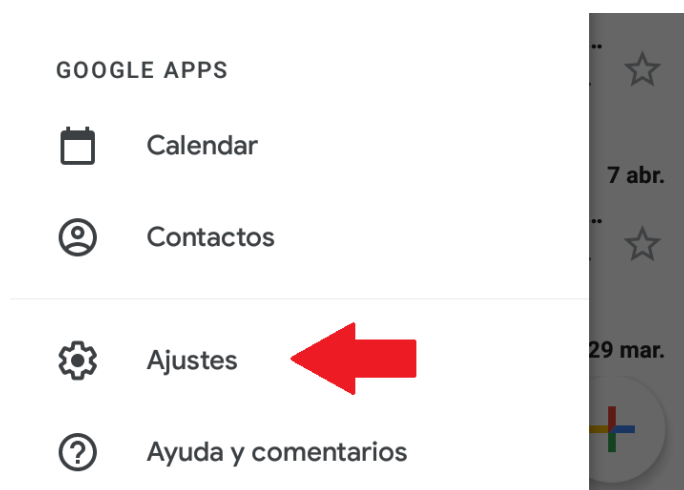 GOOGLE APPS
Calendar
7 abr.
Contactos
Ajustes
29 mar.
Ayuda y comentarios